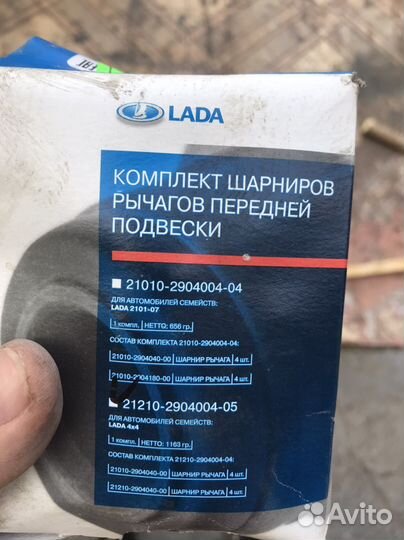 LADA
КОМПЛЕКТ ШАРНИРОВ
РЫЧАГОВ ПЕРЕДНЕЙ
ПОДВЕСКИ
21010-2904004-04
ДЛЯ АВТОМОБИЛЕЙ СЕМЕЙСТВ:
LADA 2101-07
1 компл. НЕТТО: 656 гр.
СОСТАВ КОМПЛЕКТА 21010-2904004-04:
21010-2904040-00 ШАРНИР РЫЧАГА 4 шт.
21010-2904180-00 ШАРНИР РЫЧАГА 4 шт.
21210-2904004-05
ДЛЯ АВТОМОБИЛЕЙ СЕМЕЙСТВ:
LADA 4x4
1 компл. НЕТТО: 1163 гр.
СОСТАВ КОМПЛЕКТА 21210-2904004-04:
21010-2904040-00 ШАРНИР РЫЧАГА 4 шт.
21210-2904040-00 ШАРНИР РЫЧАГА 4 шт.
Avito